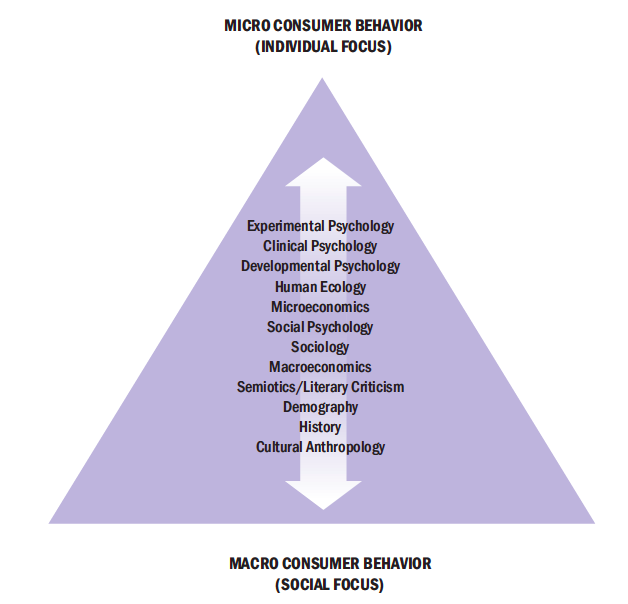 MICRO CONSUMER BEHAVIOR
(INDIVIDUAL FOCUS)
Experimental Psychology
Clinical Psychology
Developmental Psychology
Human Ecology
Microeconomics
Social Psychology
Sociology
Macroeconomics
Semiotics/Literary Criticism
Demography
History
Cultural Anthropology
MACRO CONSUMER BEHAVIOR
(SOCIAL FOCUS)